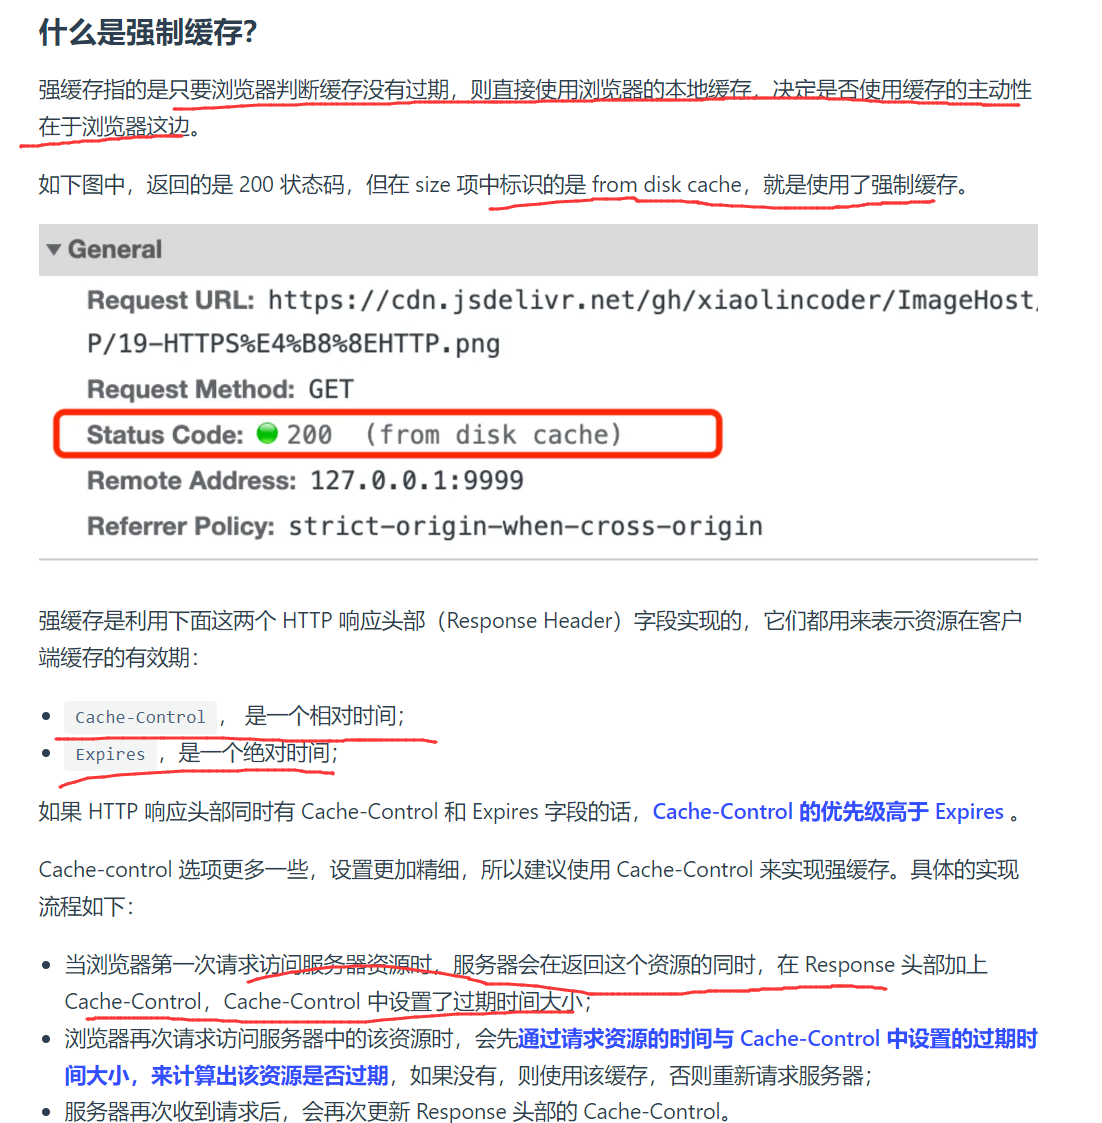 什么是强制缓存？
强缓存指的是只要浏览器判断缓存没有过期，则直接使用浏览器的本地缓存，决定是否使用缓存的主动性
在于浏览器这边。
如下图中，返回的是 200 状态码，但在 size 项中标识的是 from disk cache，就是使用了强制缓存。
▼ General
Request URL: https://cdn.jsdelivr.net/gh/xiaolincoder/ImageHost/
P/19-HTTPS%E4%B8%8EHTTP.png
Request Method: GET
Status Code: 200 (from disk cache)
Remote Address: 127.0.0.1:9999
Referrer Policy: strict-origin-when-cross-origin
强缓存是利用下面这两个 HTTP 响应头部（Response Header）字段实现的，它们都用来表示资源在客户
端缓存的有效期：
• Cache-Control ， 是一个相对时间；
• Expires ，是一个绝对时间；
如果 HTTP 响应头部同时有 Cache-Control 和 Expires 字段的话，Cache-Control 的优先级高于 Expires 。
Cache-control 选项更多一些，设置更加精细，所以建议使用 Cache-Control 来实现强缓存。具体的实现
流程如下：
• 当浏览器第一次请求访问服务器资源时，服务器会在返回这个资源的同时，在 Response 头部加上
Cache-Control，Cache-Control 中设置了过期时间大小；
• 浏览器再次请求访问服务器中的该资源时，会先通过请求资源的时间与 Cache-Control 中设置的过期时
间大小，来计算出该资源是否过期，如果没有，则使用该缓存，否则重新请求服务器；
• 服务器再次收到请求后，会再次更新 Response 头部的 Cache-Control。